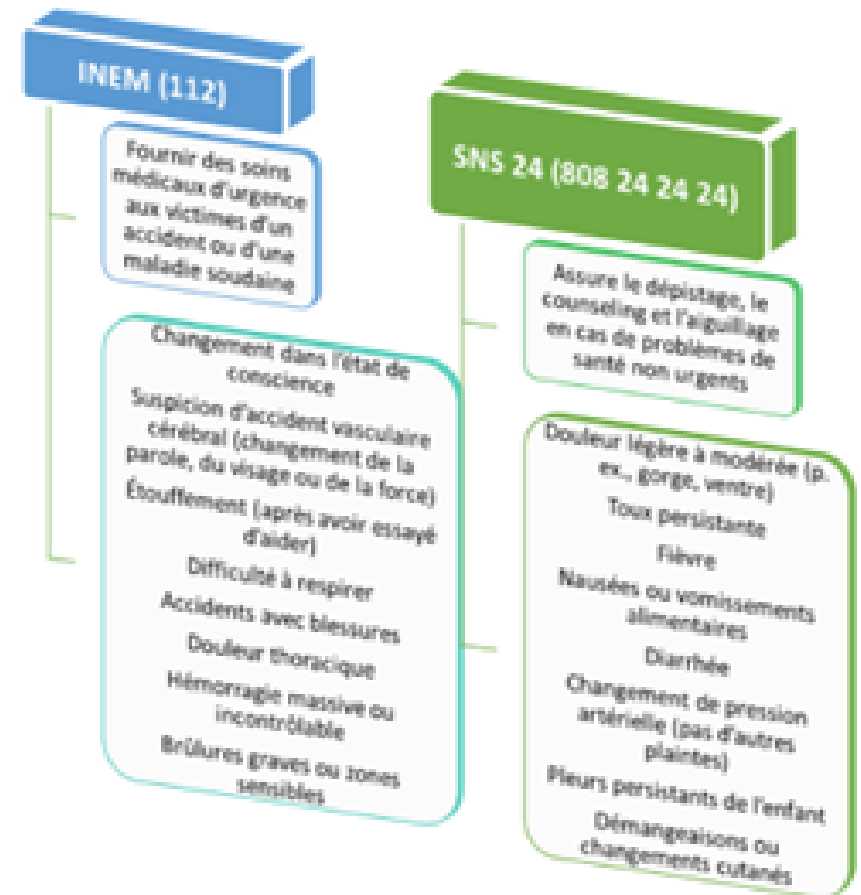 INEM (112)
Fournir des soins
médicaux d'urgence
aux victimes d'un
accident ou d'une
maladie soudaine
Changement dans l'état de
conscience
Suspicion d'accident vasculaire
cérébral (changement de la
parole, du visage ou de la force)
Étouffement (après avoir essayé
d'aider)
Difficulté à respirer
Accidents avec blessures
Douleur thoracique
Hémorragie massive ou
incontrôlable
Brûlures graves ou zones
sensibles
SNS 24 (808 24 24 24)
Assure le dépistage, le
counseling et l'aiguillage
en cas de problèmes de
santé non urgents
Douleur légère à modérée (p.
ex., gorge, ventre)
Toux persistante
Fièvre
Nausées ou vomissements
alimentaires
Diarrhée
Changement de pression
artérielle (pas d'autres
plaintes)
Pleurs persistants de l'enfant
Démangeaisons ou
changements cutanés